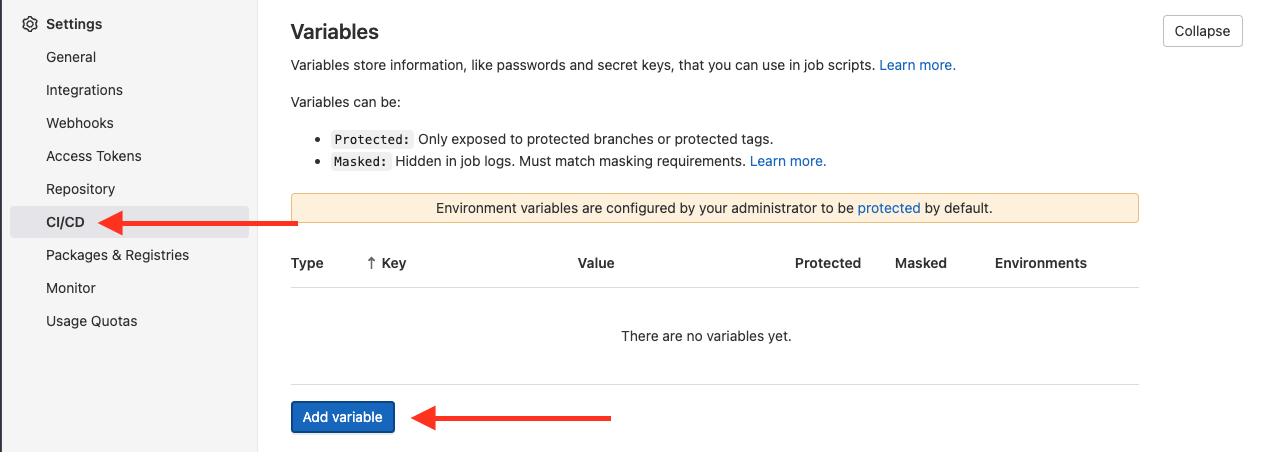 Settings
General
Integrations
Webhooks
Access Tokens
Repository
CI/CD
Packages & Registries
Monitor
Usage Quotas
Variables
Collapse
Variables store information, like passwords and secret keys, that you can use in job scripts. Learn more.
Variables can be:
• Protected: Only exposed to protected branches or protected tags.
• Masked: Hidden in job logs. Must match masking requirements. Learn more.
Environment variables are configured by your administrator to be protected by default.
Type ↑ Key Value Protected Masked Environments
There are no variables yet.
Add variable